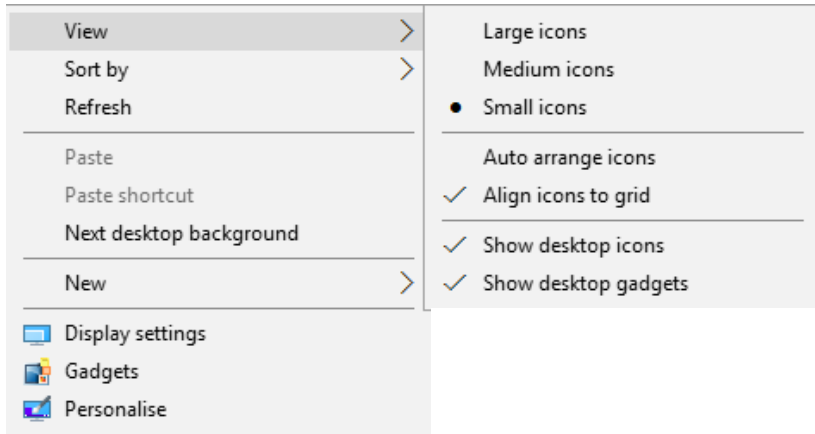 View
Sort by
Refresh
Paste
Paste shortcut
Next desktop background
New
Display settings
Gadgets
Personalise
Large icons
Medium icons
Small icons
Auto arrange icons
Align icons to grid
Show desktop icons
Show desktop gadgets